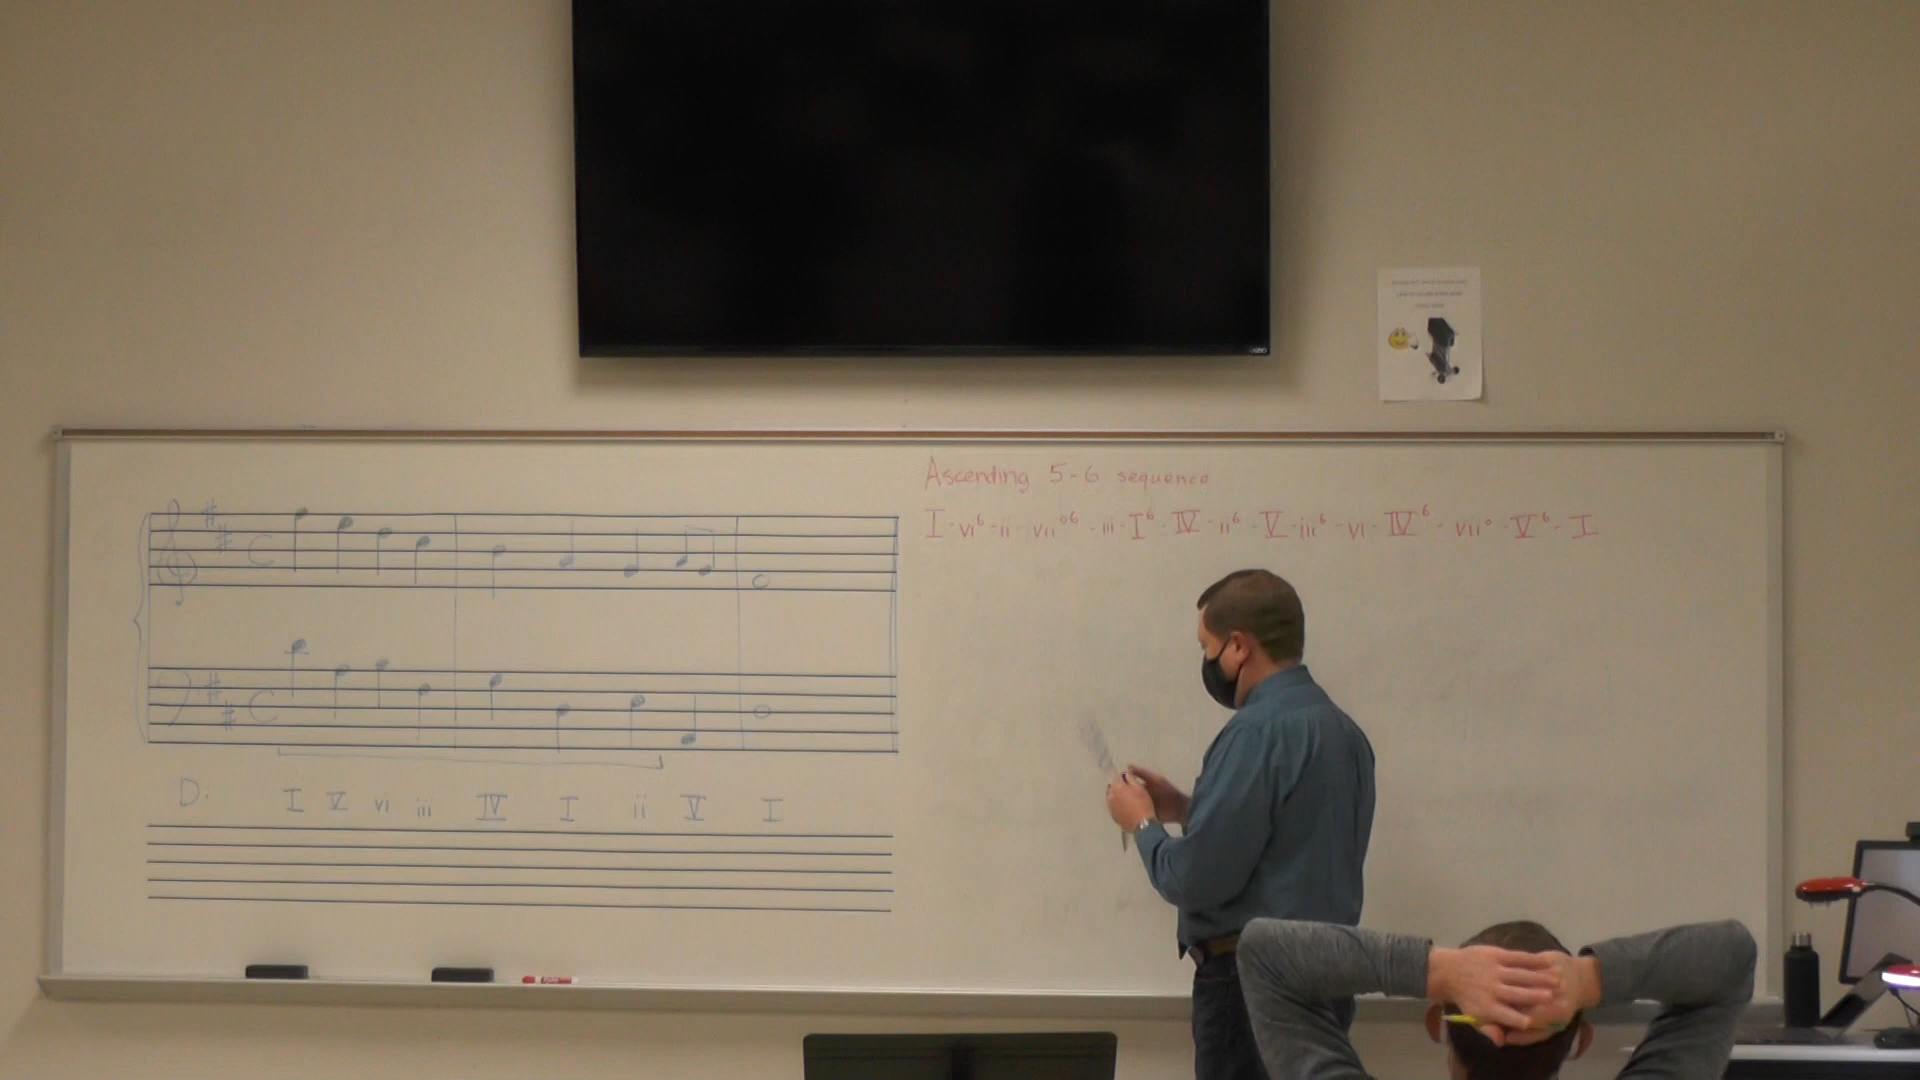 Ascending 5-6 sequence
I - vi⁶ - ii - vii°⁶ - iii - I⁶ - IV - ii⁶ - V - iii⁶ - vi - IV⁶ - vii° - V⁶ - I
C
C
D: I V vi iii IV I ii V I